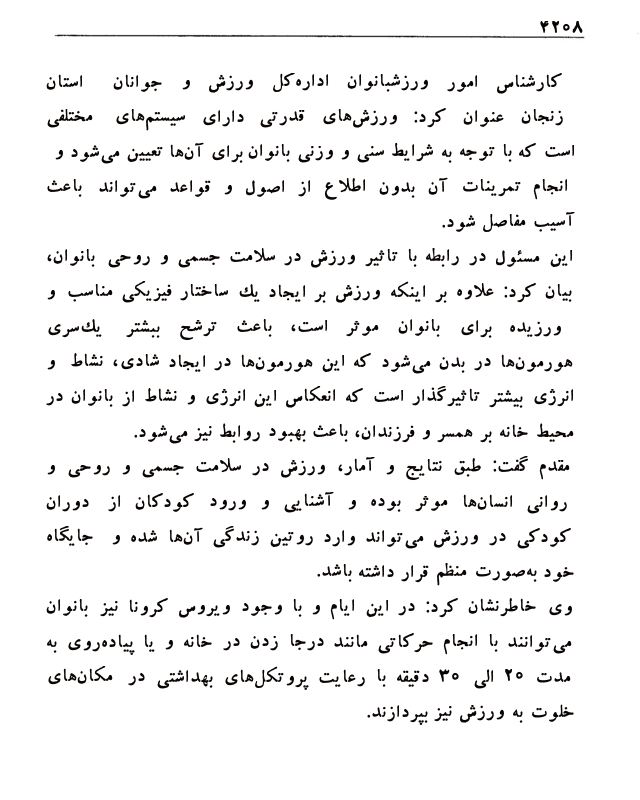 ۴۲۰۸
کارشناس امور ورزشبانوان اداره‌کل ورزش و جوانان استان
زنجان عنوان کرد: ورزش‌های قدرتی دارای سیستم‌های مختلفی
است که با توجه به شرایط سنی و وزنی بانوان برای آن‌ها تعیین می‌شود و
انجام تمرینات آن بدون اطلاع از اصول و قواعد می‌تواند باعث
آسیب مفاصل شود.
این مسئول در رابطه با تاثیر ورزش در سلامت جسمی و روحی بانوان،
بیان کرد: علاوه بر اینکه ورزش بر ایجاد یك ساختار فیزیکی مناسب و
ورزیده برای بانوان موثر است، باعث ترشح بیشتر یك‌سری
هورمون‌ها در بدن می‌شود که این هورمون‌ها در ایجاد شادی، نشاط و
انرژی بیشتر تاثیرگذار است که انعکاس این انرژی و نشاط از بانوان در
محیط خانه بر همسر و فرزندان، باعث بهبود روابط نیز می‌شود.
مقدم گفت: طبق نتایج و آمار، ورزش در سلامت جسمی و روحی و
روانی انسان‌ها موثر بوده و آشنایی و ورود کودکان از دوران
کودکی در ورزش می‌تواند وارد روتین زندگی آن‌ها شده و جایگاه
خود به‌صورت منظم قرار داشته باشد.
وی خاطرنشان کرد: در این ایام و با وجود ویروس کرونا نیز بانوان
می‌توانند با انجام حرکاتی مانند درجا زدن در خانه و یا پیاده‌روی به
مدت ۲۰ الی ۳۰ دقیقه با رعایت پروتکل‌های بهداشتی در مکان‌های
خلوت به ورزش نیز بپردازند.